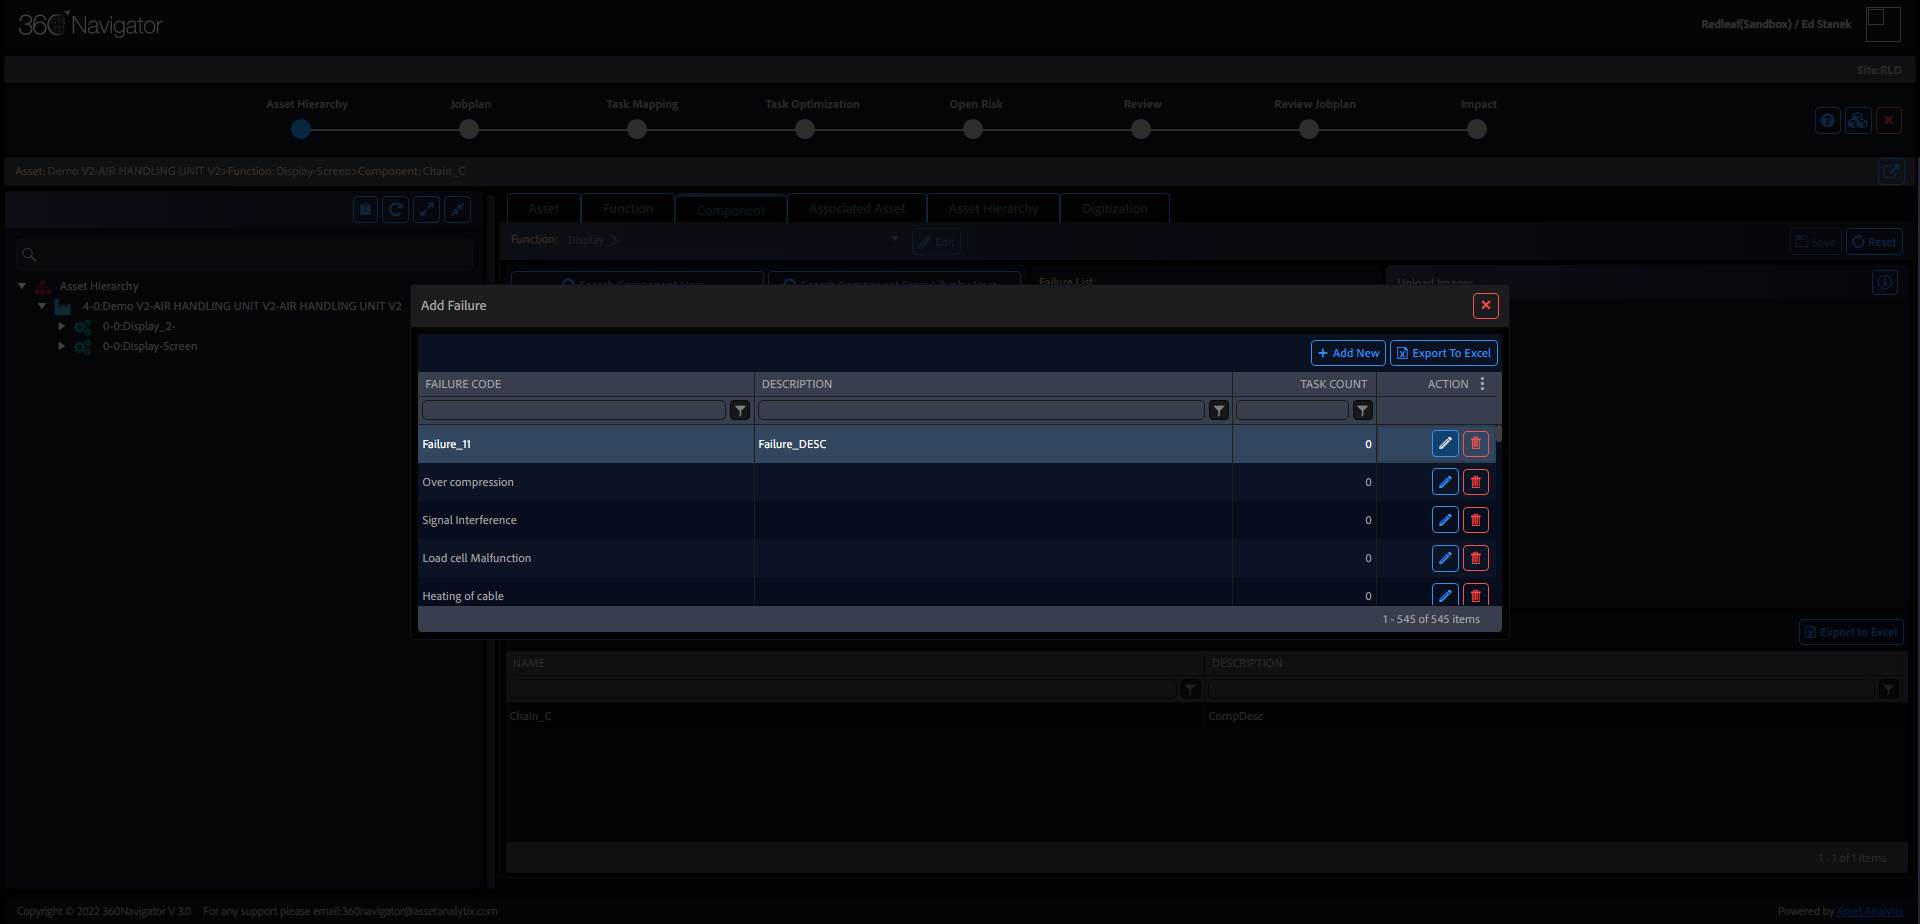 360 Navigator
Redleaf(Sandbox) / Ed Stanek
Site:RLD
Asset Hierarchy Jobplan Task Mapping Task Optimization Open Risk Review Review Jobplan Impact
Asset: Demo V2-AIR HANDLING UNIT V2>Function: Display-Screen>Component: Chain_C
Asset Function Component Associated Asset Asset Hierarchy Digitization
Function: Display_2- Edit Save Reset
Search Component From Library Here Failure List: Upload Images
Asset Hierarchy
4-0:Demo V2-AIR HANDLING UNIT V2-AIR HANDLING UNIT V2
0-0:Display_2-
0-0:Display-Screen
Add Failure
+ Add New Export To Excel
FAILURE CODE DESCRIPTION TASK COUNT ACTION
Failure_11 Failure_DESC 0
Over compression 0
Signal Interference 0
Load cell Malfunction 0
Heating of cable 0
1 - 545 of 545 items
Export to Excel
NAME DESCRIPTION
Chain_C CompDesc
1 - 1 of 1 items
Copyright © 2022 360Navigator V 3.0 For any support please email:360navigator@assetanalytix.com
Powered by Asset Analytix